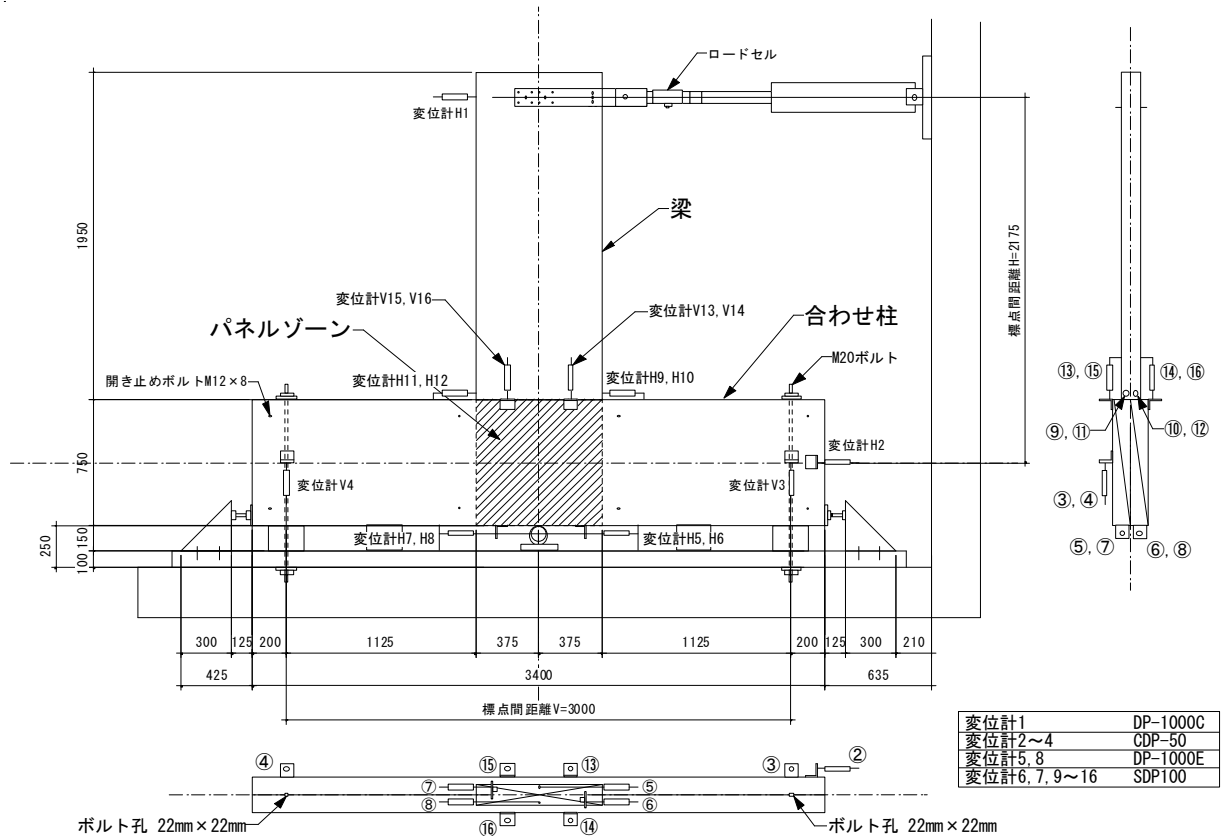 ロードセル
変位計H1
梁
1950
標点間距離H=2175
変位計V15,V16
変位計V13,V14
パネルゾーン
合わせ柱
M20ボルト
開き止めボルトM12×8
変位計H11,H12
変位計H9,H10
⑬,⑮
⑭,⑯
⑨,⑪
⑩,⑫
750
変位計H2
変位計V4
変位計V3
③,④
変位計H7,H8
変位計H5,H6
⑤,⑦
⑥,⑧
250
150
100
300
125
200
1125
375
375
1125
200
125
300
210
425
3400
635
標点間距離V=3000
変位計1 DP-1000C
変位計2～4 CDP-50
変位計5,8 DP-1000E
変位計6,7,9～16 SDP100
④
⑮
⑬
③
②
⑦
⑤
⑧
⑥
⑯
⑭
ボルト孔 22mm×22mm
ボルト孔 22mm×22mm